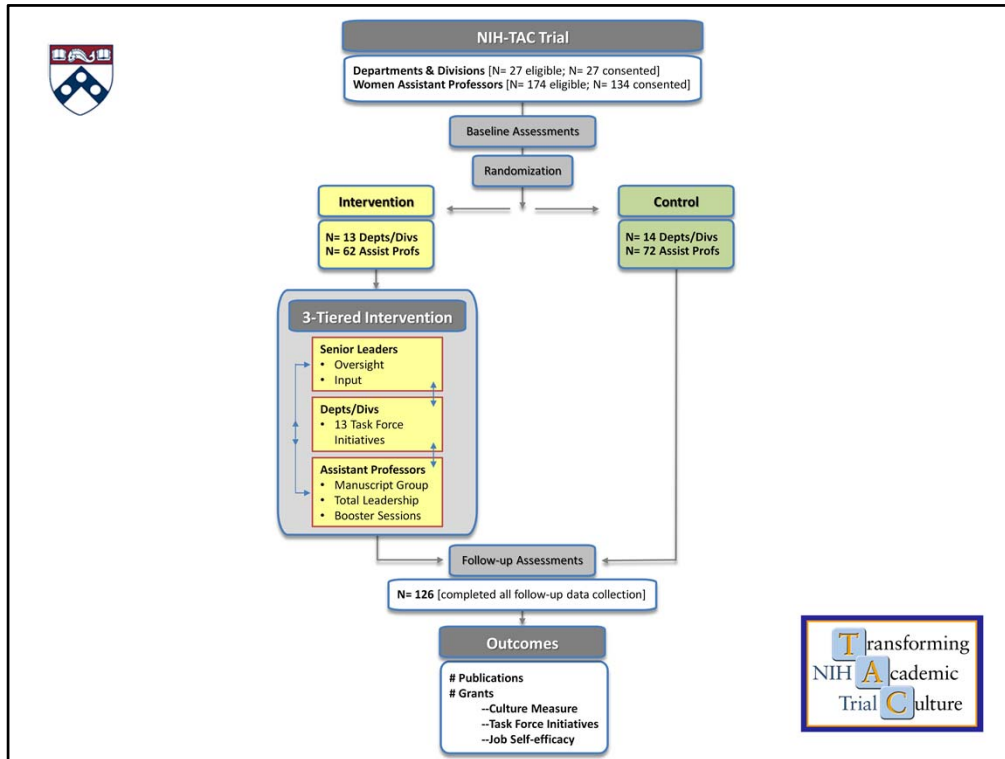 NIH-TAC Trial
Departments & Divisions [N= 27 eligible; N= 27 consented]
Women Assistant Professors [N= 174 eligible; N= 134 consented]
Baseline Assessments
Randomization
Intervention
N= 13 Depts/Divs
N= 62 Assist Profs
Control
N= 14 Depts/Divs
N= 72 Assist Profs
3-Tiered Intervention
Senior Leaders
• Oversight
• Input
Depts/Divs
• 13 Task Force
Initiatives
Assistant Professors
• Manuscript Group
• Total Leadership
• Booster Sessions
Follow-up Assessments
N= 126 [completed all follow-up data collection]
Outcomes
# Publications
# Grants
--Culture Measure
--Task Force Initiatives
--Job Self-efficacy
Transforming
NIH Academic
Trial Culture